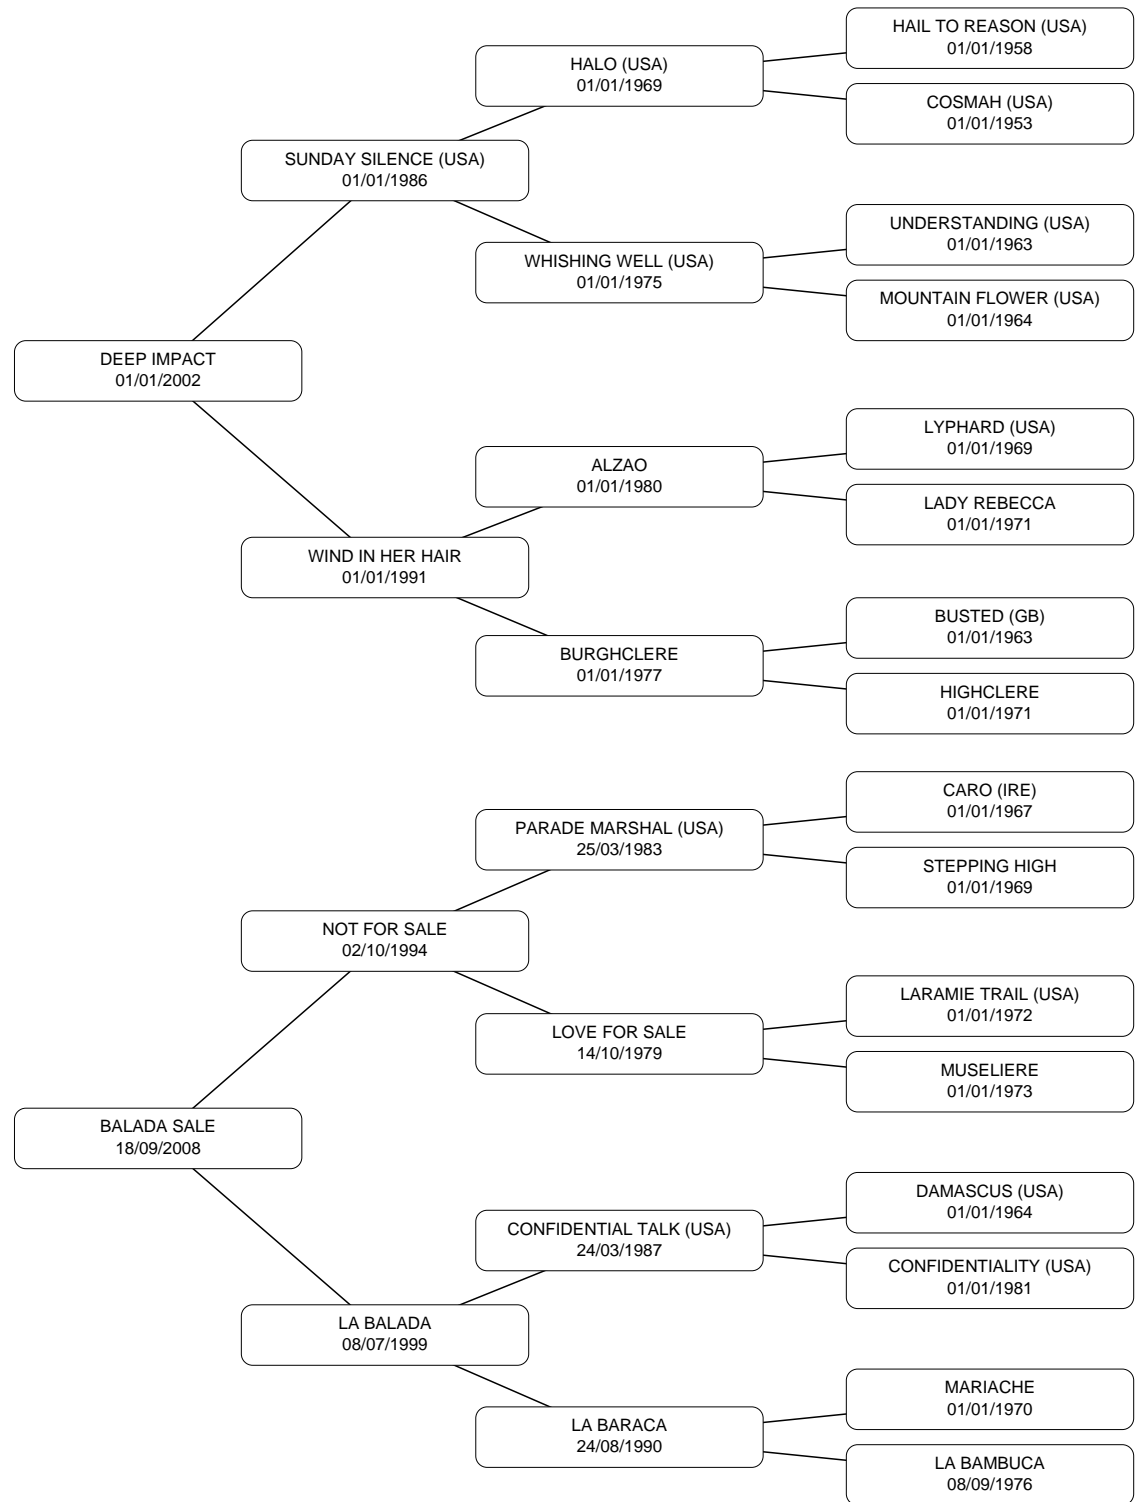 HAIL TO REASON (USA)
01/01/1958
HALO (USA)
01/01/1969
COSMAH (USA)
01/01/1953
SUNDAY SILENCE (USA)
01/01/1986
UNDERSTANDING (USA)
01/01/1963
WHISHING WELL (USA)
01/01/1975
MOUNTAIN FLOWER (USA)
01/01/1964
DEEP IMPACT
01/01/2002
LYPHARD (USA)
01/01/1969
ALZAO
01/01/1980
LADY REBECCA
01/01/1971
WIND IN HER HAIR
01/01/1991
BUSTED (GB)
01/01/1963
BURGHCLERE
01/01/1977
HIGHCLERE
01/01/1971
CARO (IRE)
01/01/1967
PARADE MARSHAL (USA)
25/03/1983
STEPPING HIGH
01/01/1969
NOT FOR SALE
02/10/1994
LARAMIE TRAIL (USA)
01/01/1972
LOVE FOR SALE
14/10/1979
MUSELIERE
01/01/1973
BALADA SALE
18/09/2008
DAMASCUS (USA)
01/01/1964
CONFIDENTIAL TALK (USA)
24/03/1987
CONFIDENTIALITY (USA)
01/01/1981
LA BALADA
08/07/1999
MARIACHE
01/01/1970
LA BARACA
24/08/1990
LA BAMBUCA
08/09/1976